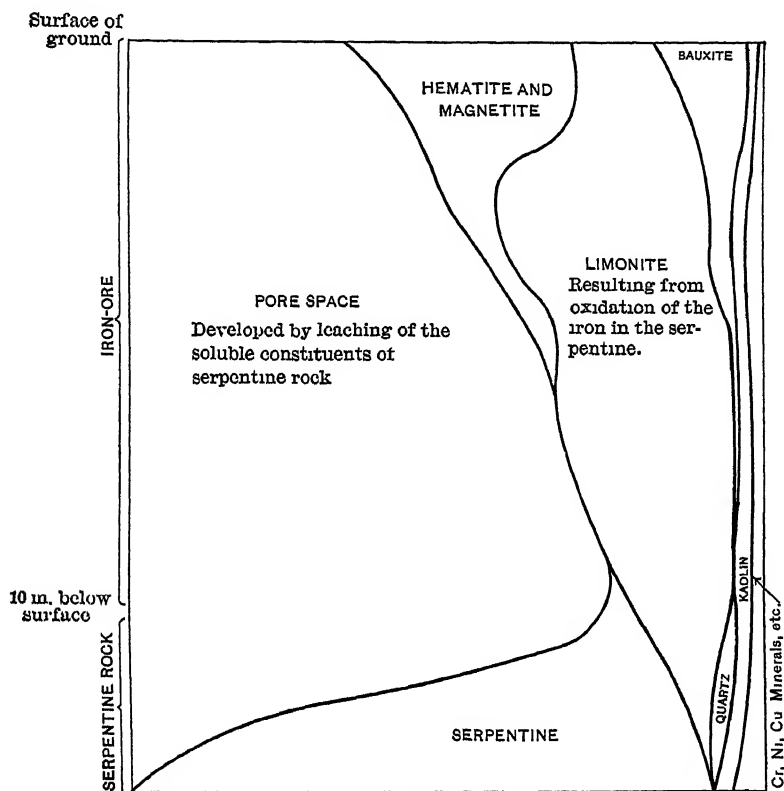 Surface of
ground
BAUXITE
HEMATITE AND
MAGNETITE
IRON-ORE
LIMONITE
Resulting from
oxidation of the
iron in the ser-
pentine.
PORE SPACE
Developed by leaching of the
soluble constituents of
serpentine rock
10 m. below
surface
KAOLIN
SERPENTINE ROCK
QUARTZ
SERPENTINE
Cr, Ni, Cu Minerals, etc.